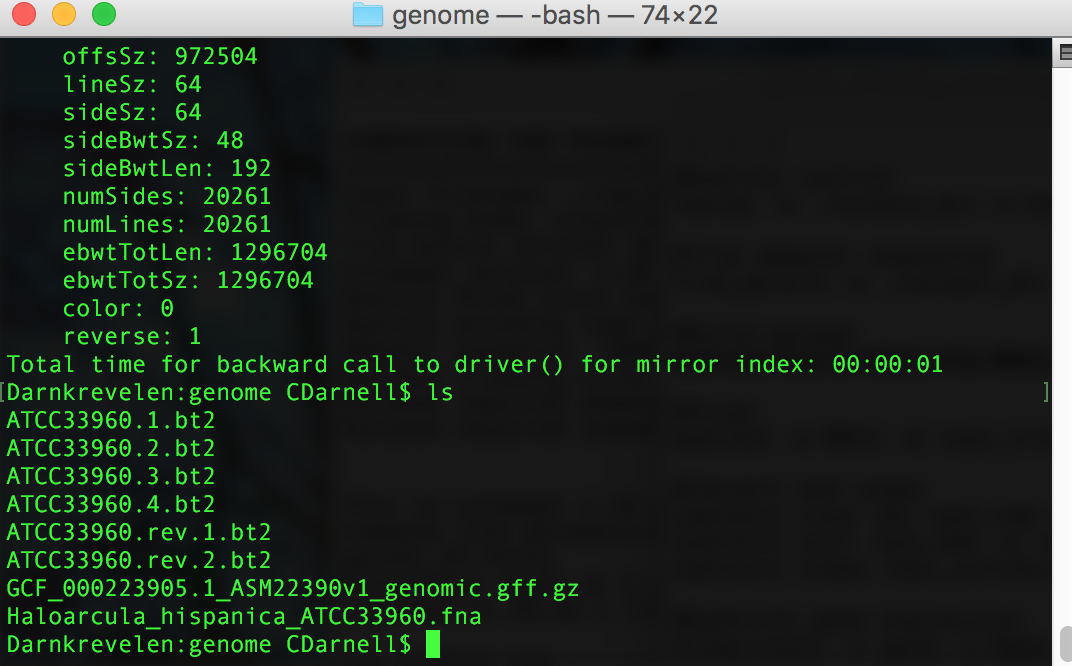 genome — -bash — 74×22
offsSz: 972504
lineSz: 64
sideSz: 64
sideBwtSz: 48
sideBwtLen: 192
numSides: 20261
numLines: 20261
ebwtTotLen: 1296704
ebwtTotSz: 1296704
color: 0
reverse: 1
Total time for backward call to driver() for mirror index: 00:00:01
[Darnkrevelen:genome CDarnell$ ls ]
ATCC33960.1.bt2
ATCC33960.2.bt2
ATCC33960.3.bt2
ATCC33960.4.bt2
ATCC33960.rev.1.bt2
ATCC33960.rev.2.bt2
GCF_000223905.1_ASM22390v1_genomic.gff.gz
Haloarcula_hispanica_ATCC33960.fna
Darnkrevelen:genome CDarnell$